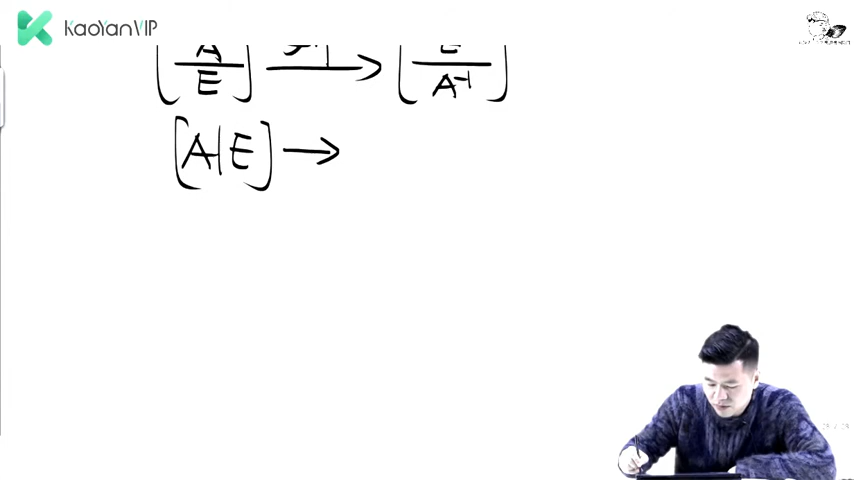 KaoYanVIP
[A/E] → [E/A⁻¹]
[A|E] →